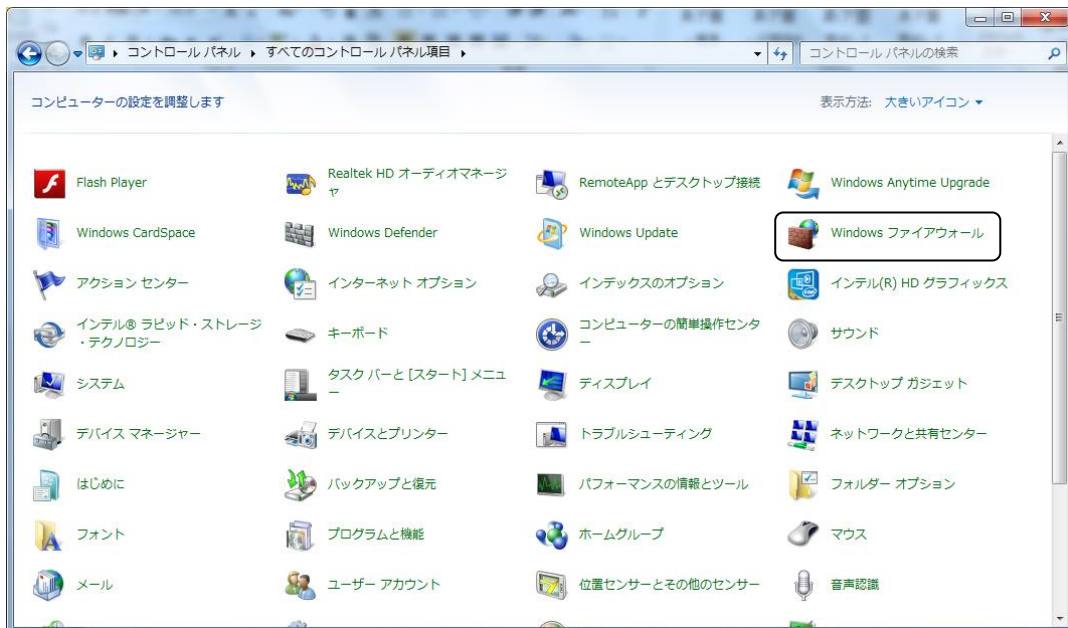 コントロール パネル ▸ すべてのコントロール パネル項目 ▸
コントロール パネルの検索
コンピューターの設定を調整します
表示方法: 大きいアイコン
Flash Player
Realtek HD オーディオマネージ
ャ
RemoteApp とデスクトップ接続
Windows Anytime Upgrade
Windows CardSpace
Windows Defender
Windows Update
Windows ファイアウォール
アクション センター
インターネット オプション
インデックスのオプション
インテル(R) HD グラフィックス
インテル® ラピッド・ストレージ
・テクノロジー
キーボード
コンピューターの簡単操作センタ
ー
サウンド
システム
タスク バーと [スタート] メニュ
ー
ディスプレイ
デスクトップ ガジェット
デバイス マネージャー
デバイスとプリンター
トラブルシューティング
ネットワークと共有センター
はじめに
バックアップと復元
パフォーマンスの情報とツール
フォルダー オプション
フォント
プログラムと機能
ホームグループ
マウス
メール
ユーザー アカウント
位置センサーとその他のセンサー
音声認識